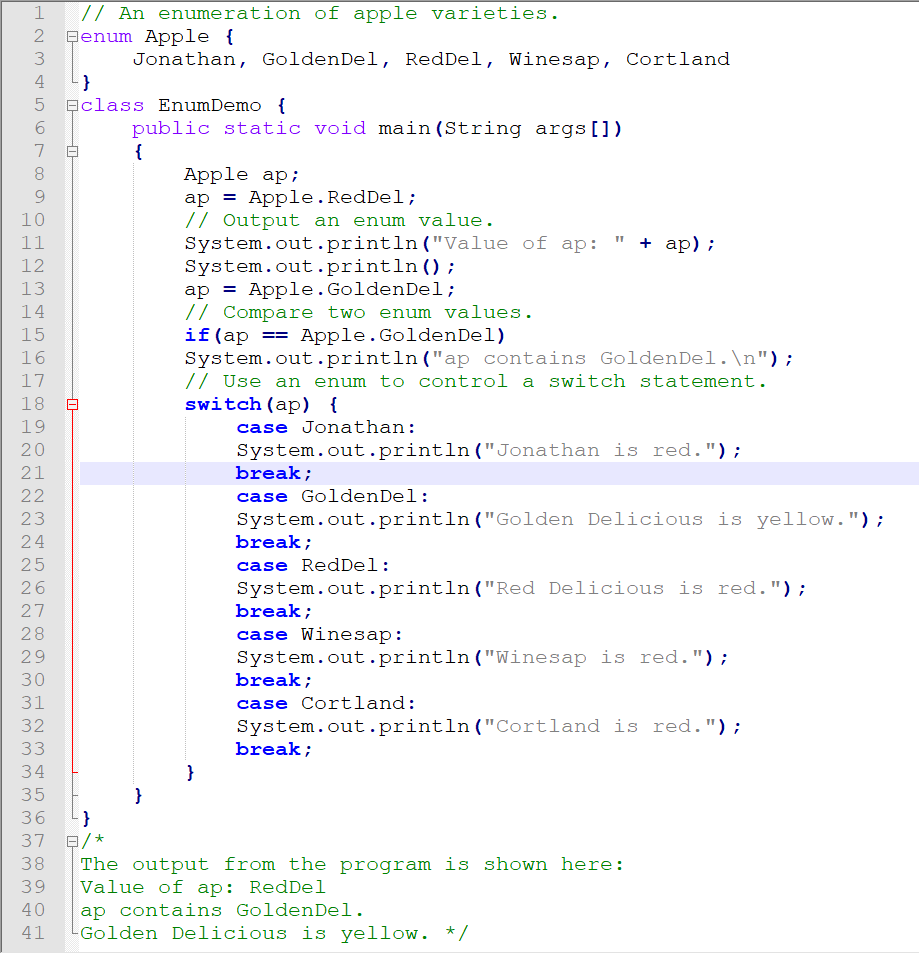 1 // An enumeration of apple varieties.
2 enum Apple {
3     Jonathan, GoldenDel, RedDel, Winesap, Cortland
4 }
5 class EnumDemo {
6     public static void main(String args[])
7     {
8         Apple ap;
9         ap = Apple.RedDel;
10         // Output an enum value.
11         System.out.println("Value of ap: " + ap);
12         System.out.println();
13         ap = Apple.GoldenDel;
14         // Compare two enum values.
15         if(ap == Apple.GoldenDel)
16         System.out.println("ap contains GoldenDel.\n");
17         // Use an enum to control a switch statement.
18         switch(ap) {
19             case Jonathan:
20             System.out.println("Jonathan is red.");
21             break;
22             case GoldenDel:
23             System.out.println("Golden Delicious is yellow.");
24             break;
25             case RedDel:
26             System.out.println("Red Delicious is red.");
27             break;
28             case Winesap:
29             System.out.println("Winesap is red.");
30             break;
31             case Cortland:
32             System.out.println("Cortland is red.");
33             break;
34         }
35     }
36 }
37 /*
38 The output from the program is shown here:
39 Value of ap: RedDel
40 ap contains GoldenDel.
41 Golden Delicious is yellow. */